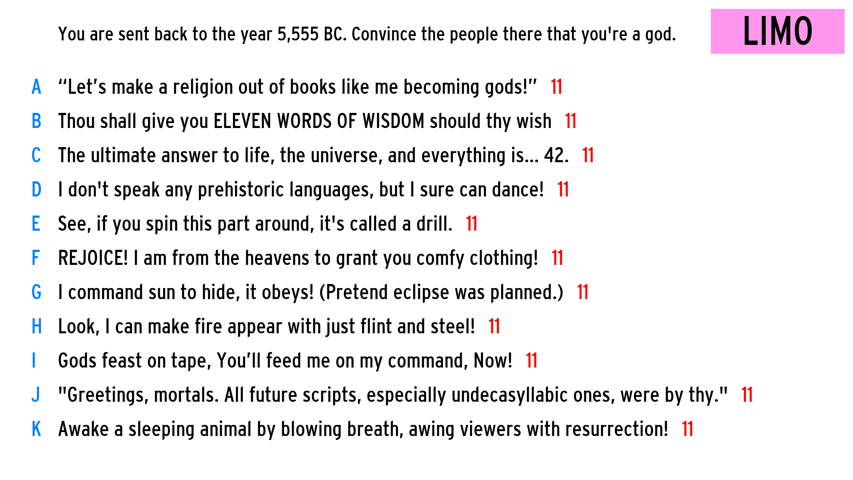 You are sent back to the year 5,555 BC. Convince the people there that you're a god.
LIMO
A “Let’s make a religion out of books like me becoming gods!” 11
B Thou shall give you ELEVEN WORDS OF WISDOM should thy wish 11
C The ultimate answer to life, the universe, and everything is... 42. 11
D I don't speak any prehistoric languages, but I sure can dance! 11
E See, if you spin this part around, it's called a drill. 11
F REJOICE! I am from the heavens to grant you comfy clothing! 11
G I command sun to hide, it obeys! (Pretend eclipse was planned.) 11
H Look, I can make fire appear with just flint and steel! 11
I Gods feast on tape, You’ll feed me on my command, Now! 11
J "Greetings, mortals. All future scripts, especially undecasyllabic ones, were by thy." 11
K Awake a sleeping animal by blowing breath, awing viewers with resurrection! 11